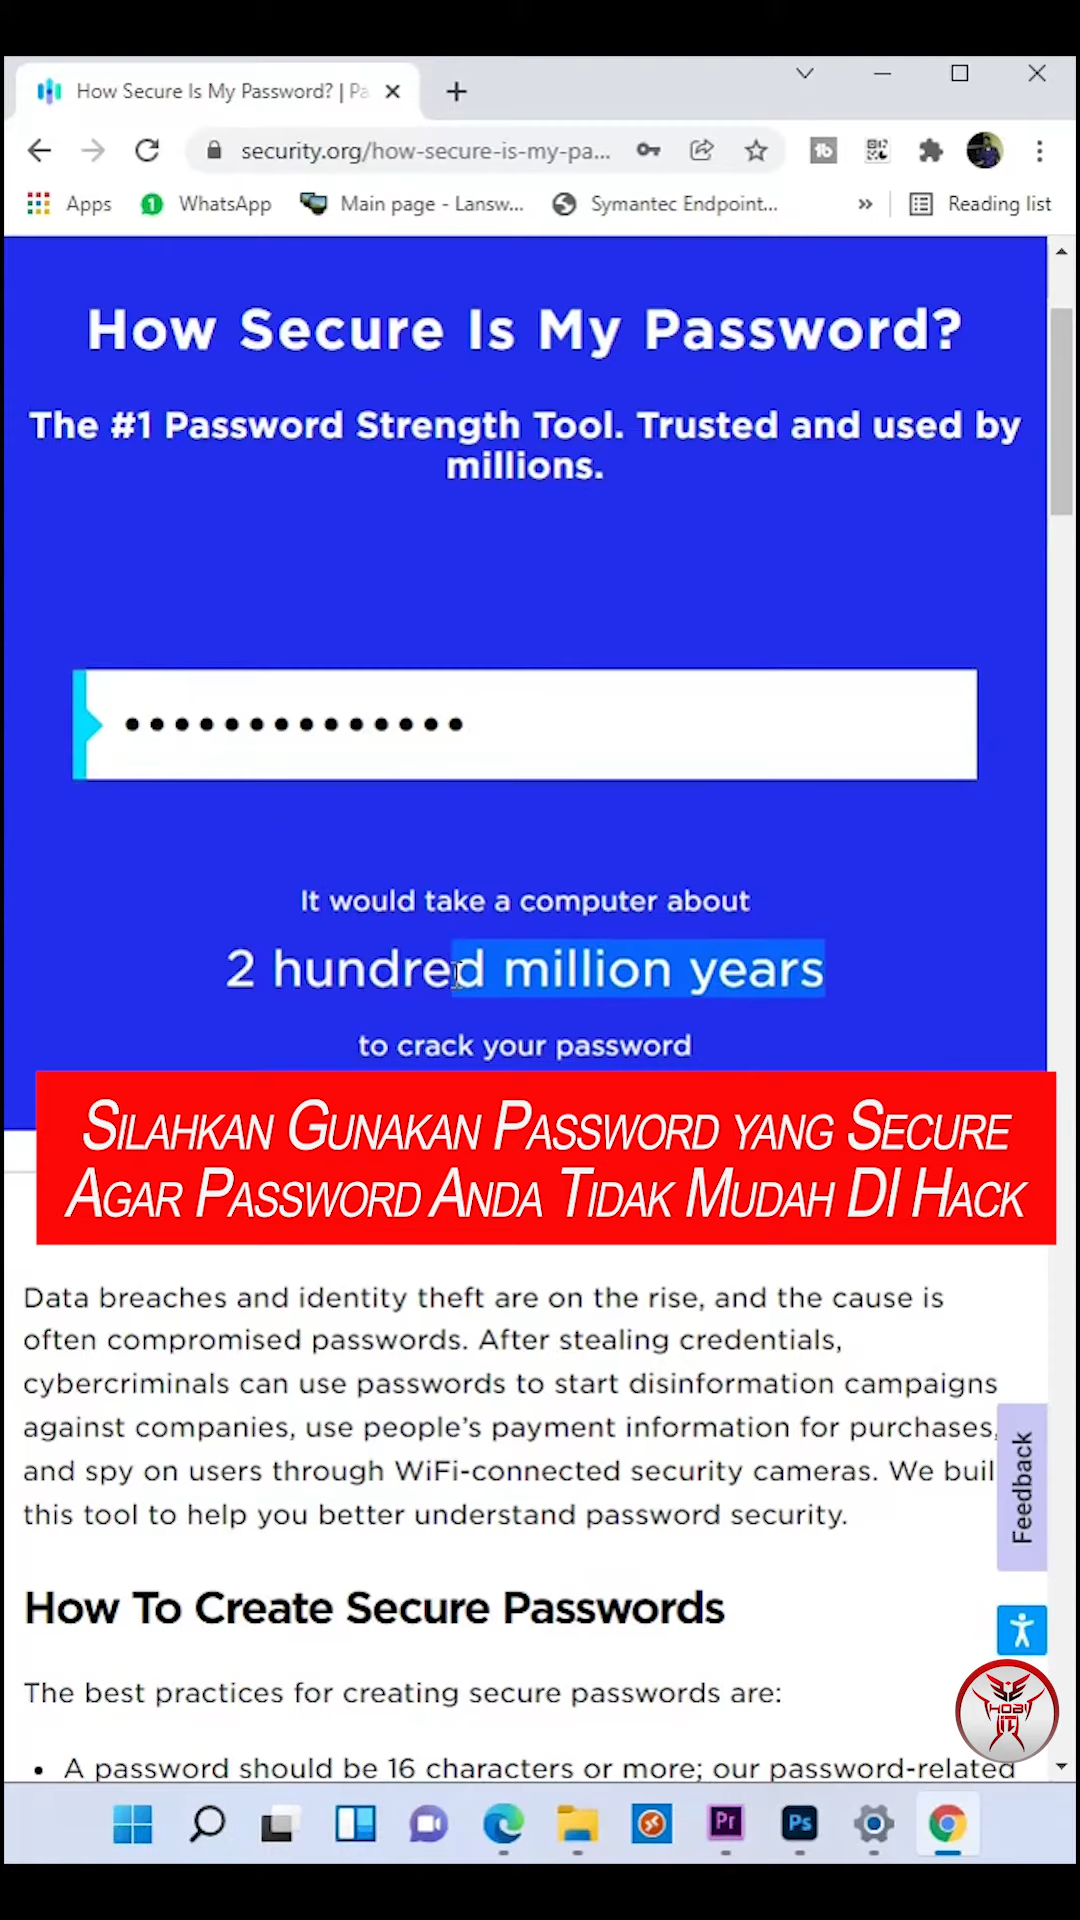 How Secure Is My Password? | Pa
security.org/how-secure-is-my-pa...
Apps
1
WhatsApp
Main page - Lansw...
Symantec Endpoint...
»
Reading list
How Secure Is My Password?
The #1 Password Strength Tool. Trusted and used by
millions.
It would take a computer about
2 hundred million years
to crack your password
SILAHKAN GUNAKAN PASSWORD YANG SECURE
AGAR PASSWORD ANDA TIDAK MUDAH DI HACK
Data breaches and identity theft are on the rise, and the cause is
often compromised passwords. After stealing credentials,
cybercriminals can use passwords to start disinformation campaigns
against companies, use people's payment information for purchases,
and spy on users through WiFi-connected security cameras. We buil
this tool to help you better understand password security.
Feedback
How To Create Secure Passwords
The best practices for creating secure passwords are:
HOBI
IT
• A password should be 16 characters or more; our password-related
Pr
Ps